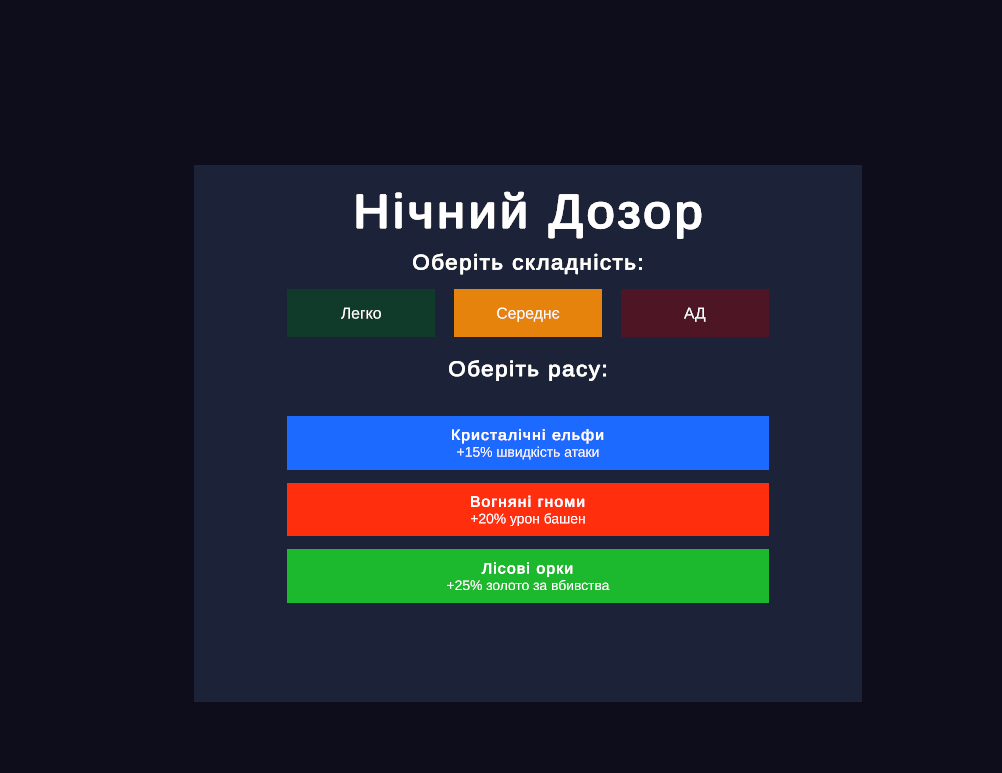 Нічний Дозор
Оберіть складність:
Легко
Середнє
АД
Оберіть расу:
Кристалічні ельфи
+15% швидкість атаки
Вогняні гноми
+20% урон башен
Лісові орки
+25% золото за вбивства